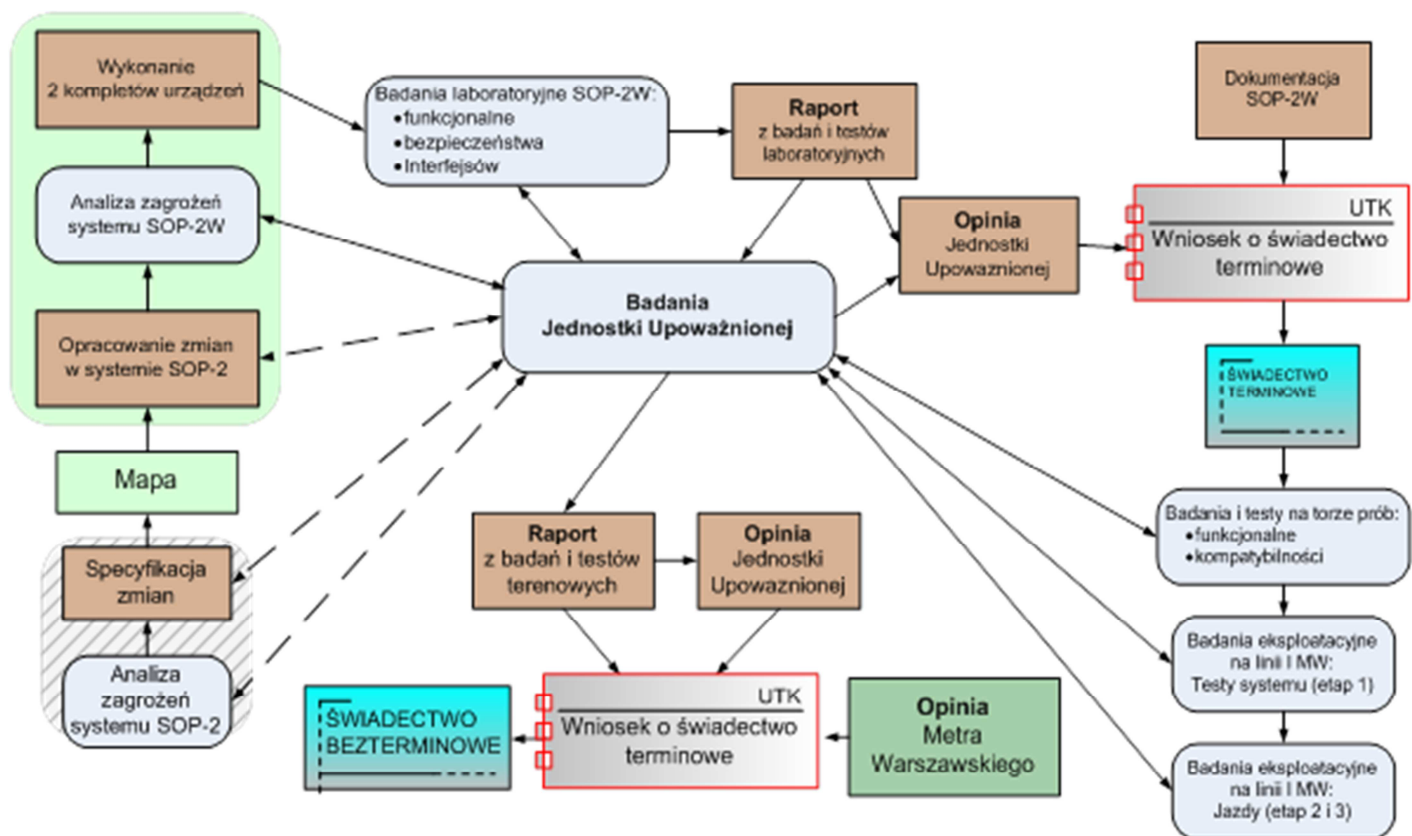 Wykonanie
2 kompletów urządzeń
Badania laboratoryjne SOP-2W:
•funkcjonalne
•bezpieczeństwa
•Interfejsów
Raport
z badań i testów
laboratoryjnych
Dokumentacja
SOP-2W
Analiza zagrożeń
systemu SOP-2W
Opinia
Jednostki
Upoważnionej
UTK
Wniosek o świadectwo
terminowe
Badania
Jednostki Upoważnionej
Opracowanie zmian
w systemie SOP-2
ŚWIADECTWO
TERMINOWE
Mapa
Badania i testy na torze prób:
•funkcjonalne
•kompatybilności
Raport
z badań i testów
terenowych
Opinia
Jednostki
Upowaznionej
Specyfikacja
zmian
Badania eksploatacyjne
na linii I MW:
Testy systemu (etap 1)
Analiza
zagrożeń
systemu SOP-2
ŚWIADECTWO
BEZTERMINOWE
UTK
Wniosek o świadectwo
terminowe
Opinia
Metra
Warszawskiego
Badania eksploatacyjne
na linii I MW:
Jazdy (etap 2 i 3)